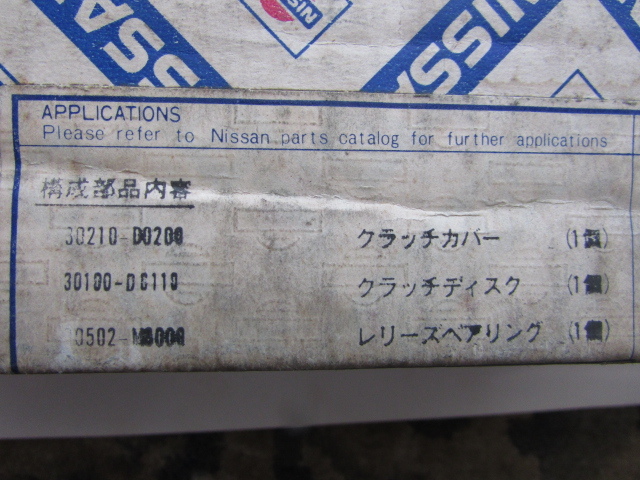 NISSAN
APPLICATIONS
Please refer to Nissan parts catalog for further applications
構成部品内容
30210-D0200 クラッチカバー (1個)
30100-D0110 クラッチディスク (1個)
レリーズベアリング (1個)